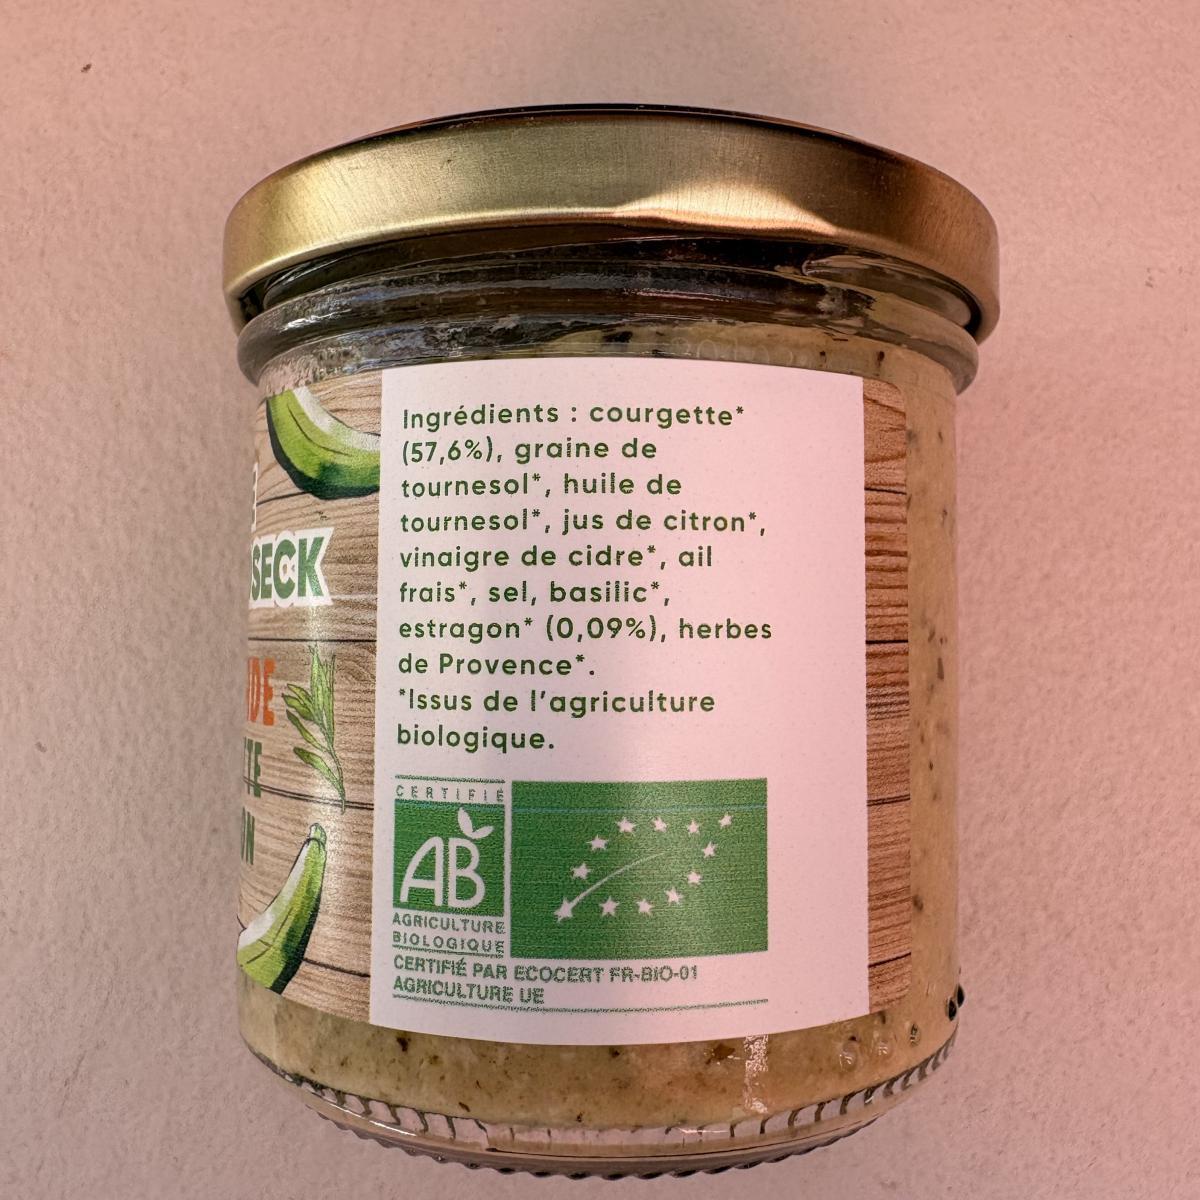 SECK
Ingrédients : courgette*
(57,6%), graine de
tournesol*, huile de
tournesol*, jus de citron*,
vinaigre de cidre*, ail
frais*, sel, basilic*,
estragon* (0,09%), herbes
de Provence*.
*Issus de l'agriculture
biologique.
CERTIFIÉ
AB
AGRICULTURE
BIOLOGIQUE
CERTIFIÉ PAR ECOCERT FR-BIO-01
AGRICULTURE UE